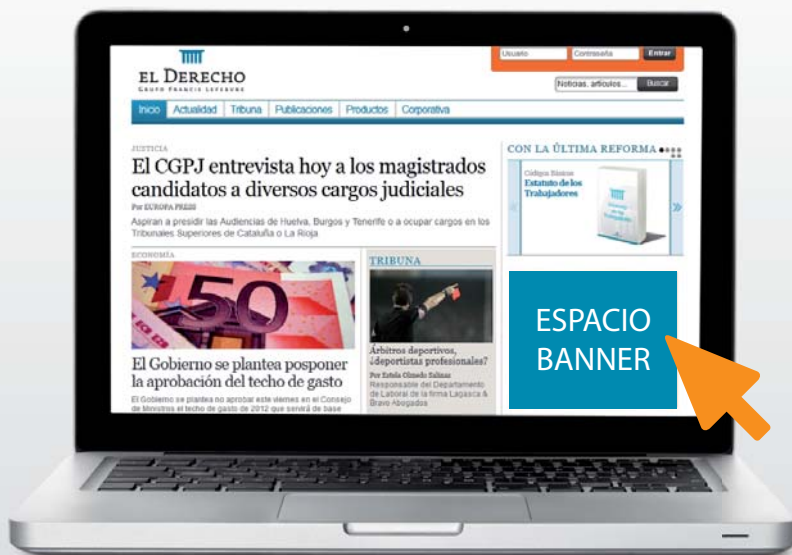 Usuario
Contraseña
Entrar
EL DERECHO
GRUPO FRANCIS LEFEBVRE
Noticias, artículos...
Buscar
Inicio
Actualidad
Tribuna
Publicaciones
Productos
Corporativa
JUSTICIA
El CGPJ entrevista hoy a los magistrados
candidatos a diversos cargos judiciales
Por EUROPA PRESS
Aspiran a presidir las Audiencias de Huelva, Burgos y Tenerife o a ocupar cargos en los
Tribunales Superiores de Cataluña o La Rioja
CON LA ÚLTIMA REFORMA
Códigos Básicos
Estatuto de los
Trabajadores
ECONOMÍA
50
El Gobierno se plantea posponer
la aprobación del techo de gasto
El Gobierno se plantea no aprobar este viernes en el Consejo
de Ministros el techo de gasto de 2012 que servirá de base
TRIBUNA
Árbitros deportivos,
¿deportistas profesionales?
Por Estela Olmedo Salinas
Responsable del Departamento
de Laboral de la firma Lagasca &
Bravo Abogados
ESPACIO
BANNER